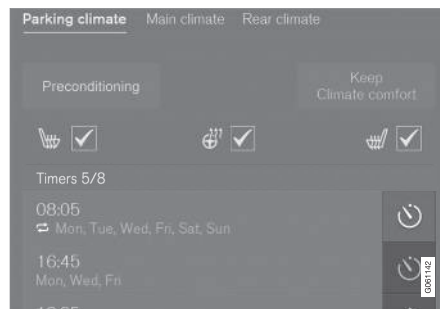 Parking climate Main climate Rear climate
Preconditioning
Keep
Climate comfort
Timers 5/8
08:05
Mon, Tue, Wed, Fri, Sat, Sun
16:45
Mon, Wed, Fri
G061142